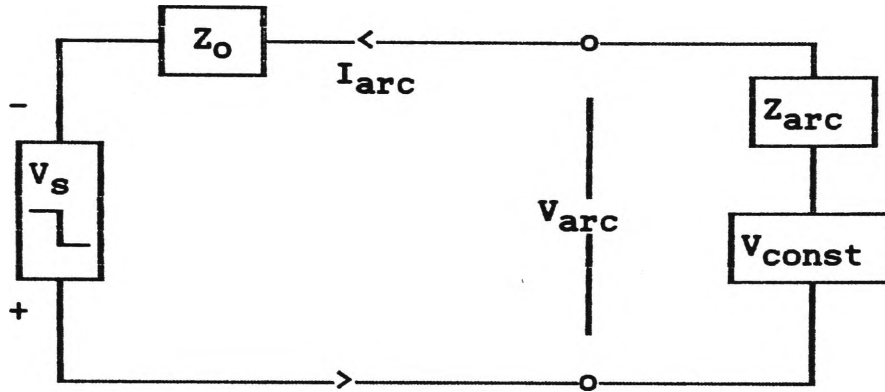 Zo
Iarc
-
Vs
+
Varc
Zarc
Vconst